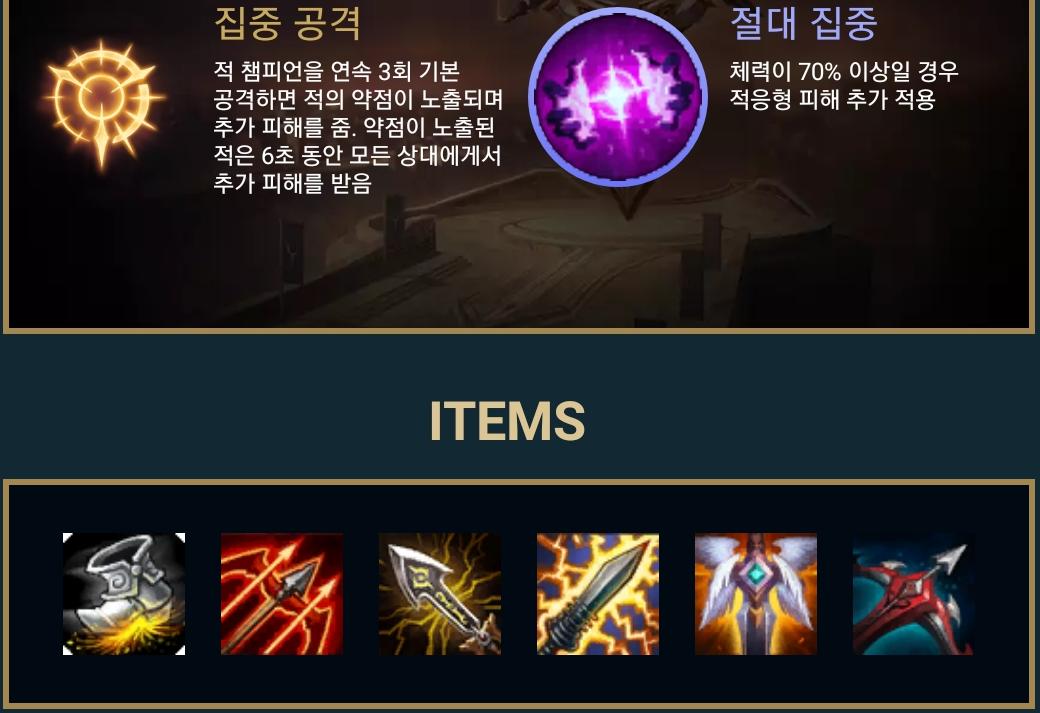 집중 공격
적 챔피언을 연속 3회 기본
공격하면 적의 약점이 노출되며
추가 피해를 줌. 약점이 노출된
적은 6초 동안 모든 상대에게서
추가 피해를 받음
절대 집중
체력이 70% 이상일 경우
적응형 피해 추가 적용
ITEMS